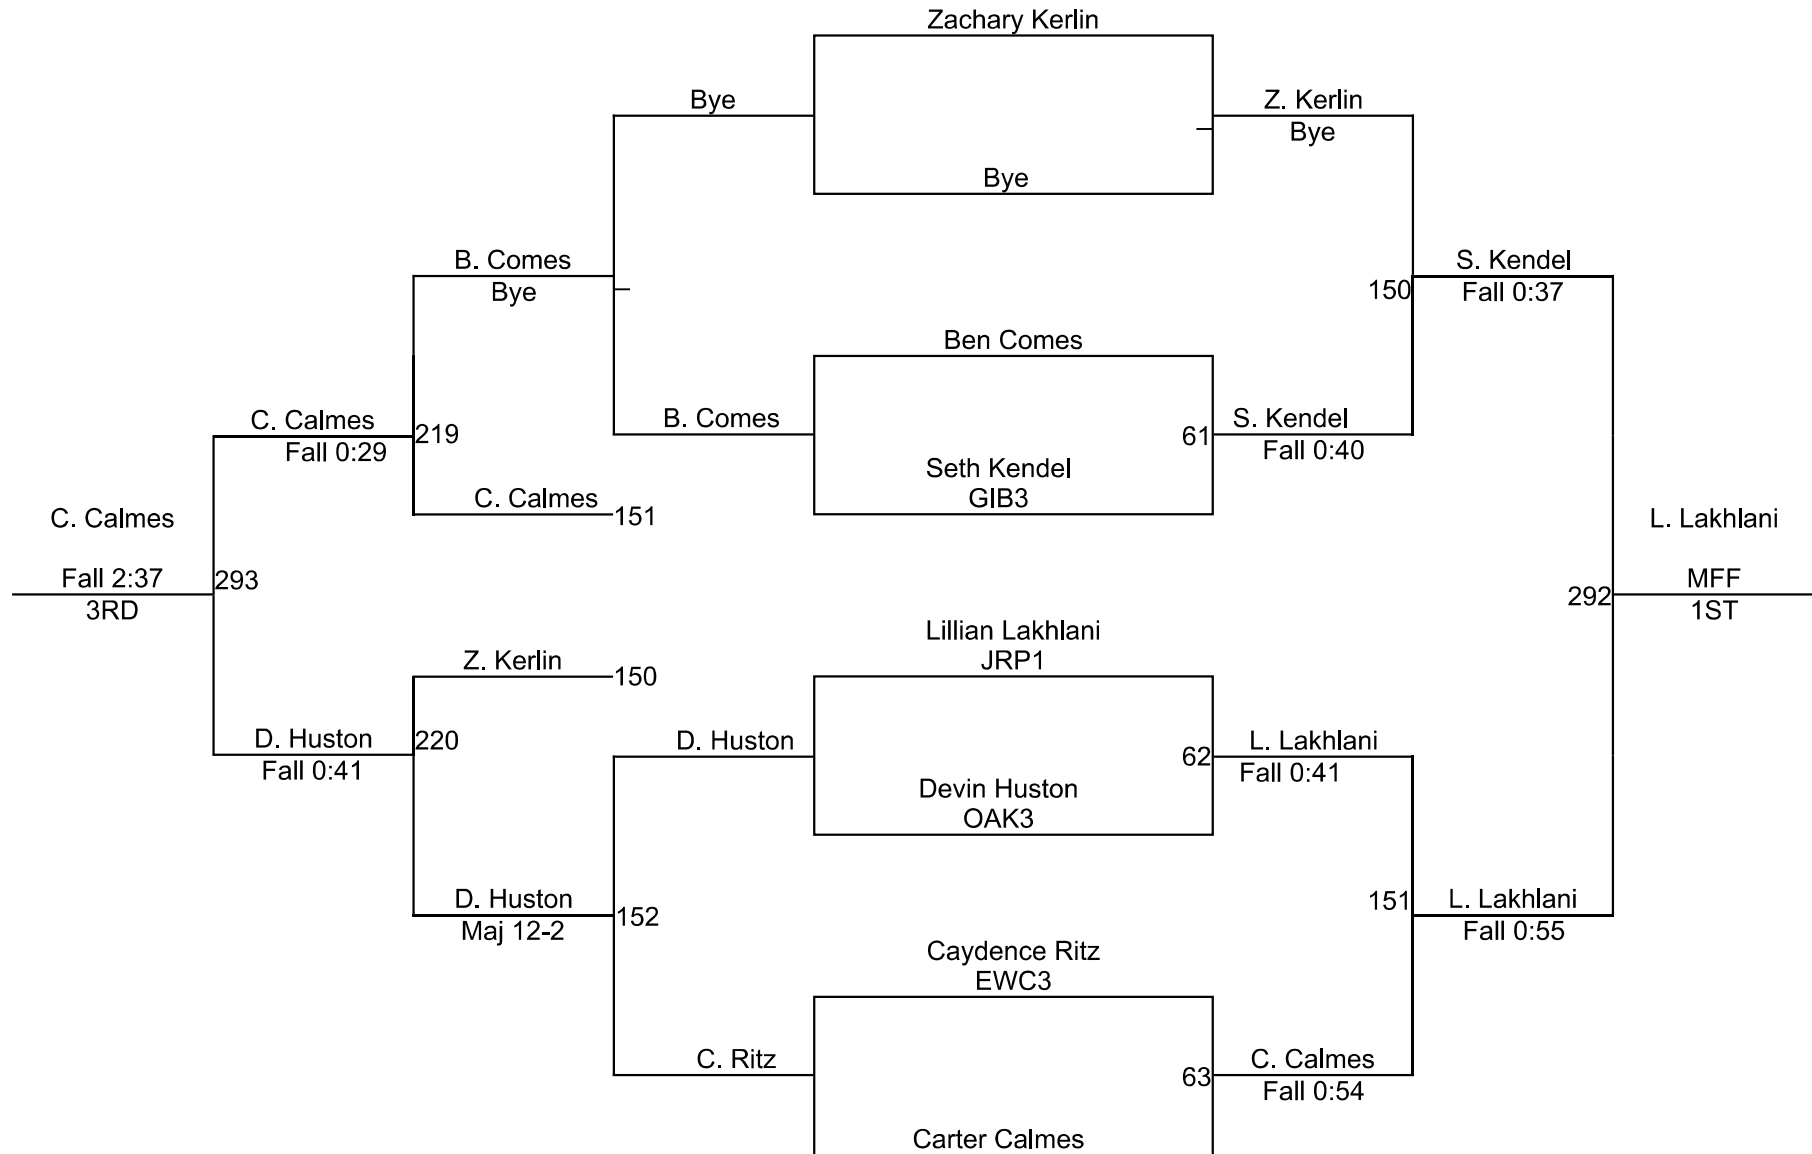 Zachary Kerlin
Bye
Z. Kerlin
Bye
Bye
B. Comes
Bye
S. Kendel
150
Fall 0:37
Ben Comes
C. Calmes
219
Fall 0:29
B. Comes
61
S. Kendel
Fall 0:40
Seth Kendel
GIB3
C. Calmes
151
C. Calmes
L. Lakhlani
Fall 2:37
293
3RD
292
MFF
1ST
Lillian Lakhlani
JRP1
Z. Kerlin
150
D. Huston
220
Fall 0:41
D. Huston
62
L. Lakhlani
Fall 0:41
Devin Huston
OAK3
D. Huston
152
Maj 12-2
151
L. Lakhlani
Fall 0:55
Caydence Ritz
EWC3
C. Ritz
63
C. Calmes
Fall 0:54
Carter Calmes